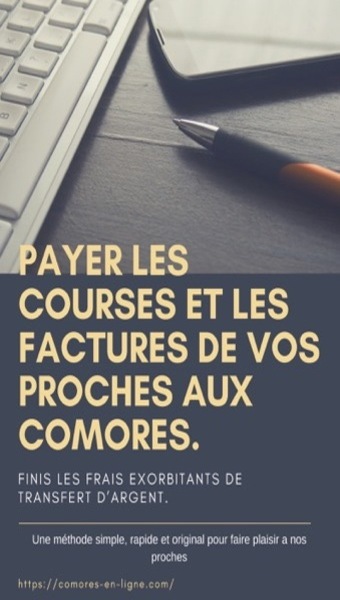 PAYER LES
COURSES ET LES
FACTURES DE VOS
PROCHES AUX
COMORES.
FINIS LES FRAIS EXORBITANTS DE
TRANSFERT D'ARGENT.
Une méthode simple, rapide et original pour faire plaisir a nos
proches
https://comores-en-ligne.com/